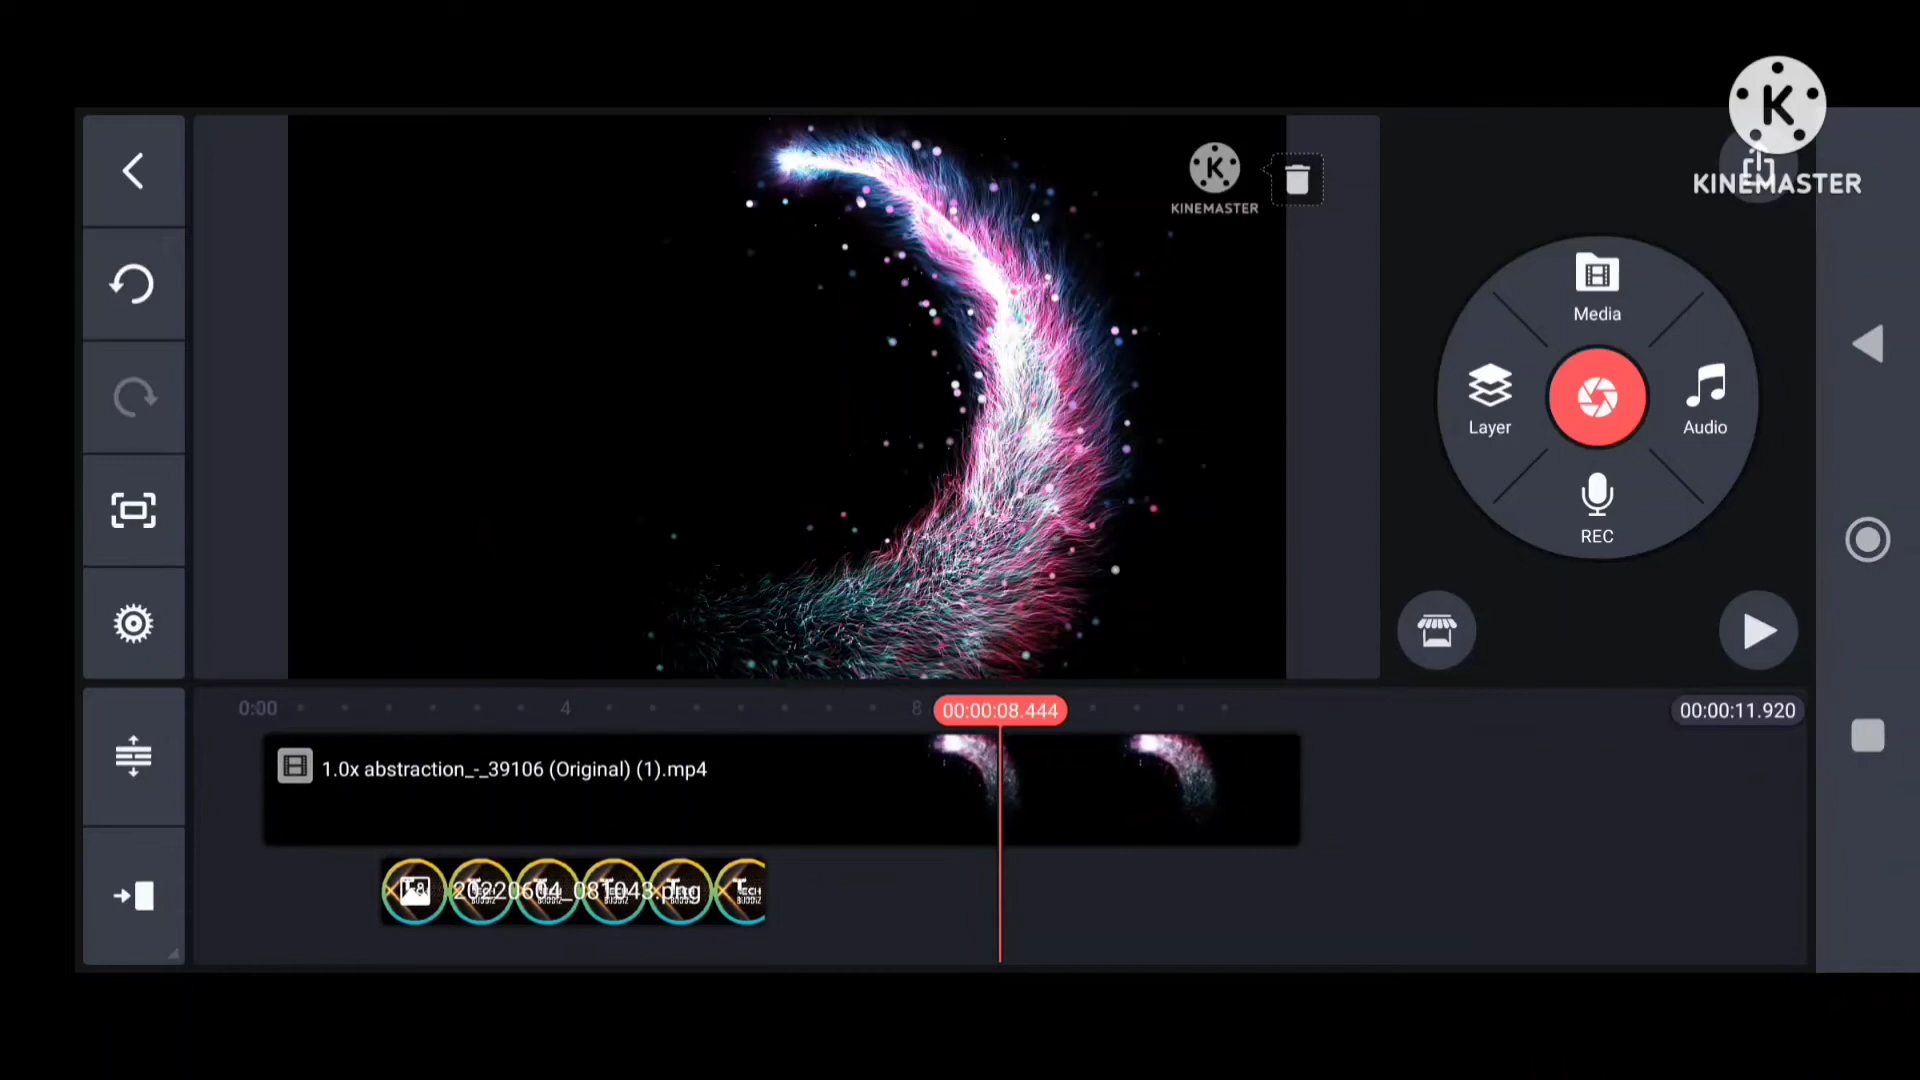 K
KINEMASTER
K
KINEMASTER
Media
Layer
Audio
REC
0:00
4
8
00:00:08.444
00:00:11.920
1.0x abstraction_-_39106 (Original) (1).mp4
20220604_081043.png